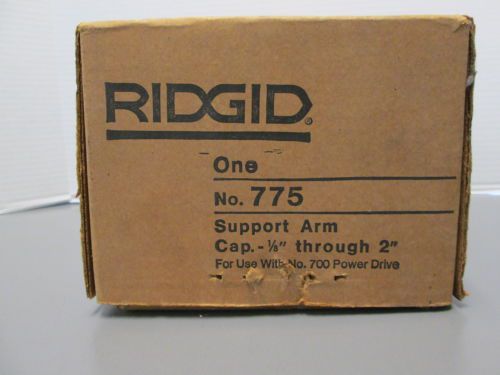 RIDGID®
One
No. 775
Support Arm
Cap. - ⅛" through 2"
For Use With No. 700 Power Drive